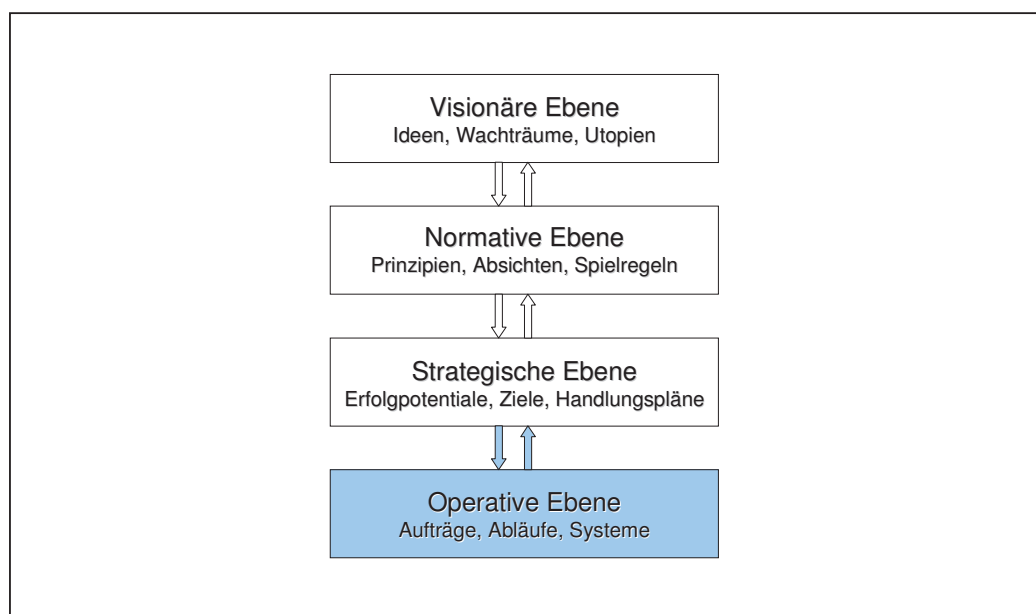 Visionäre Ebene
Ideen, Wachträume, Utopien
Normative Ebene
Prinzipien, Absichten, Spielregeln
Strategische Ebene
Erfolgpotentiale, Ziele, Handlungspläne
Operative Ebene
Aufträge, Abläufe, Systeme